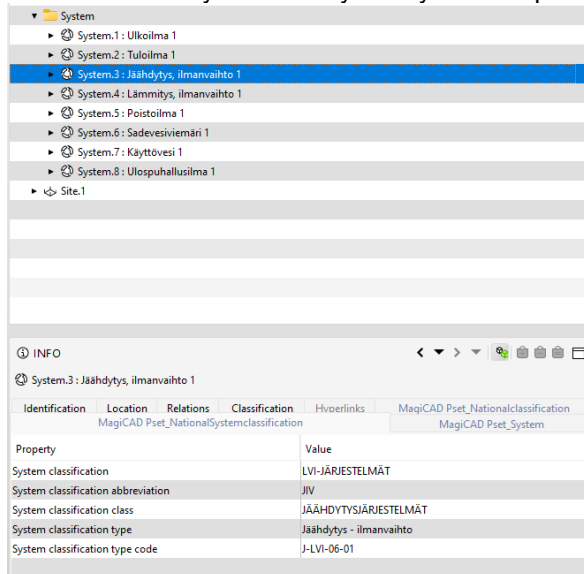 System
System.1 : Ulkoilma 1
System.2 : Tuloilma 1
System.3 : Jäähdytys, ilmanvaihto 1
System.4 : Lämmitys, ilmanvaihto 1
System.5 : Poistoilma 1
System.6 : Sadevesiviemäri 1
System.7 : Käyttövesi 1
System.8 : Ulospuhallusilma 1
Site.1
INFO
System.3 : Jäähdytys, ilmanvaihto 1
Identification Location Relations Classification Hyperlinks MagiCAD Pset_Nationalclassification
MagiCAD Pset_NationalSystemclassification MagiCAD Pset_System
Property Value
System classification LVI-JÄRJESTELMÄT
System classification abbreviation JIV
System classification class JÄÄHDYTYSJÄRJESTELMÄT
System classification type Jäähdytys - ilmanvaihto
System classification type code J-LVI-06-01